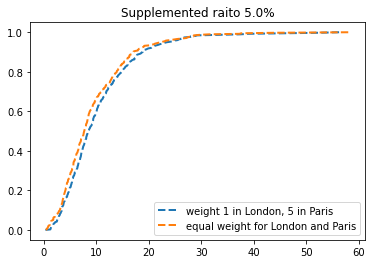 Supplemented raito 5.0%
1.0
0.8
0.6
0.4
0.2
0.0
weight 1 in London, 5 in Paris
equal weight for London and Paris
0 10 20 30 40 50 60